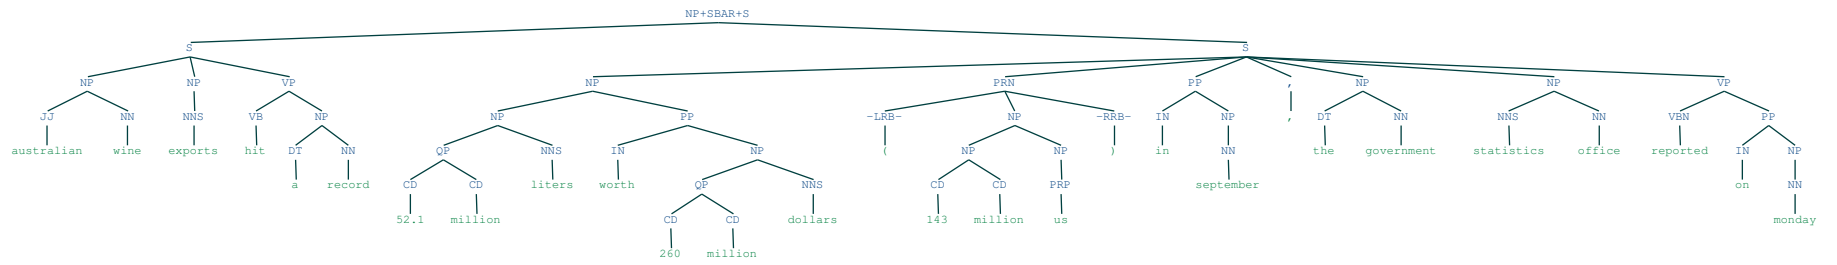 NP+SBAR+S
S S
NP NP VP NP PRN PP , NP NP VP
JJ NN NNS VB NP NP PP -LRB- NP -RRB- IN NP , DT NN NNS NN VBN PP
australian wine exports hit DT NN QP NNS IN NP ( NP NP ) in NN the government statistics office reported IN NP
a record CD CD liters worth QP NNS CD CD PRP september on NN
52.1 million CD CD dollars 143 million us monday
260 million